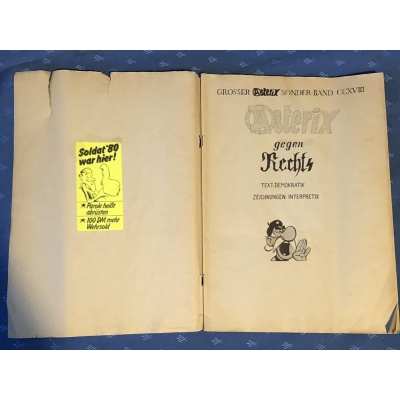 Soldat '80
war hier!
★ Parole heißt
abrüsten
★ 100 DM mehr
Wehrsold
GROSSER Asterix SONDER-BAND CCXVIII
Asterix
gegen
Rechts
TEXT: DEMOKRATIX
ZEICHNUNGEN: INTERPRETIX